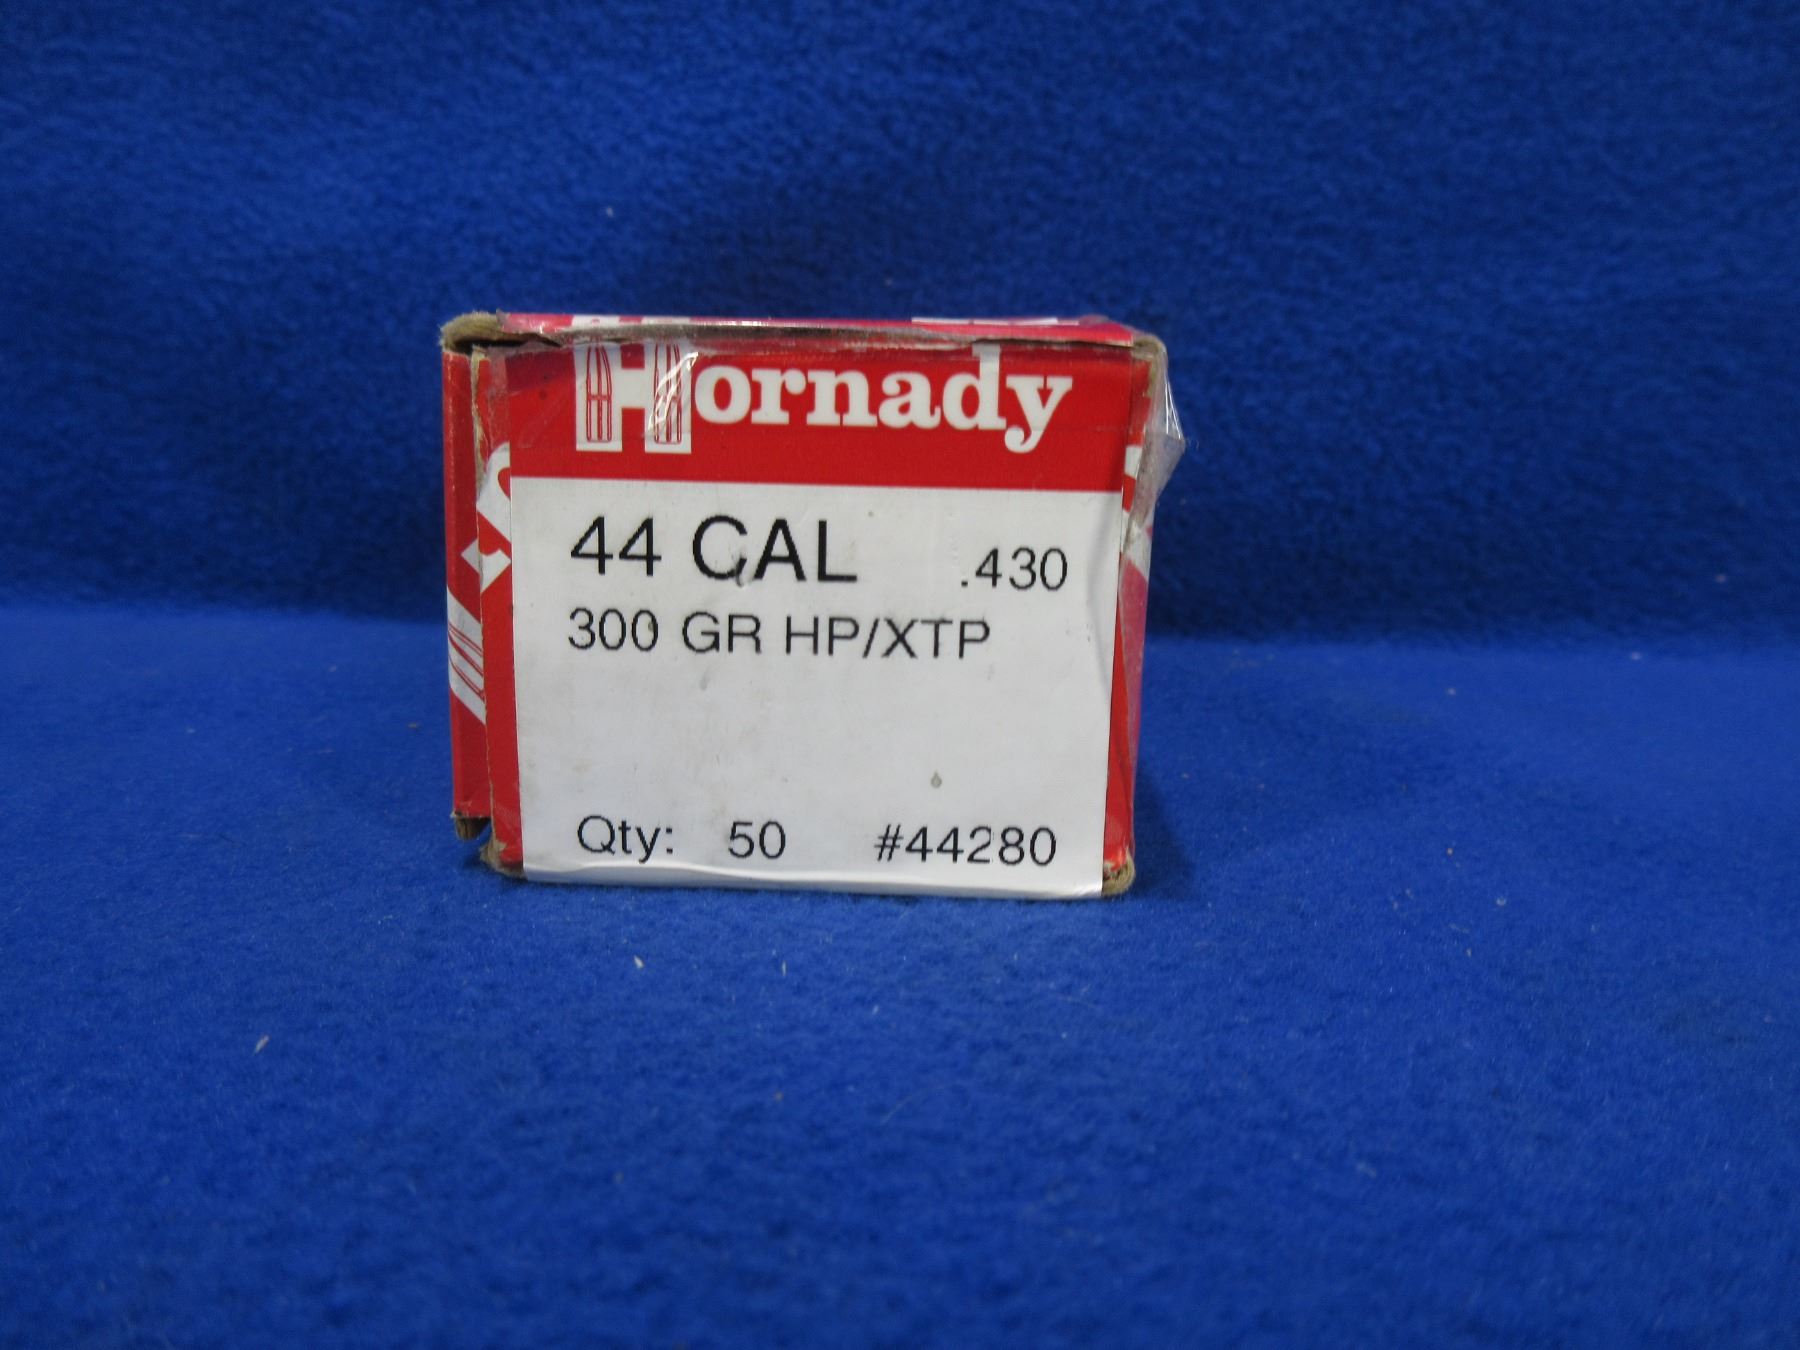 Hornady
44 CAL .430
300 GR HP/XTP
Qty: 50 #44280